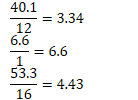 40.1/12 = 3.34
6.6/1 = 6.6
53.3/16 = 4.43